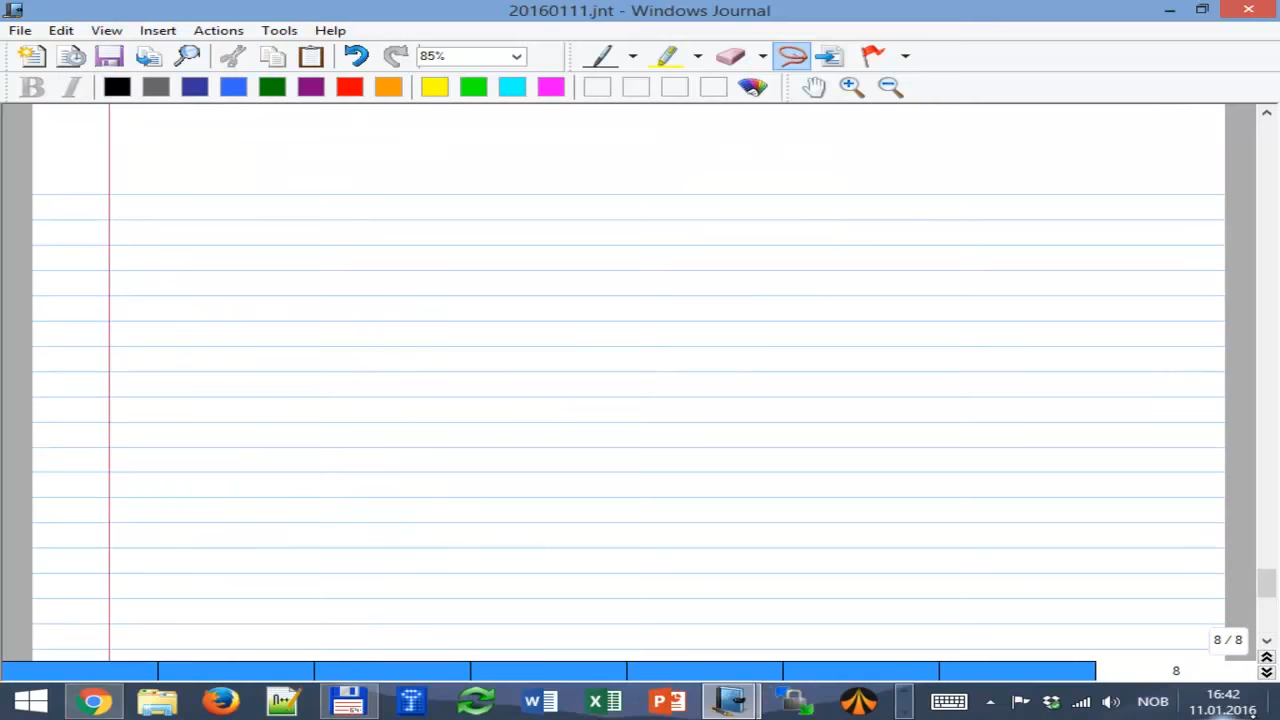 20160111.jnt - Windows Journal
File Edit View Insert Actions Tools Help
85%
B I
8 / 8
8
NOB
16:42
11.01.2016